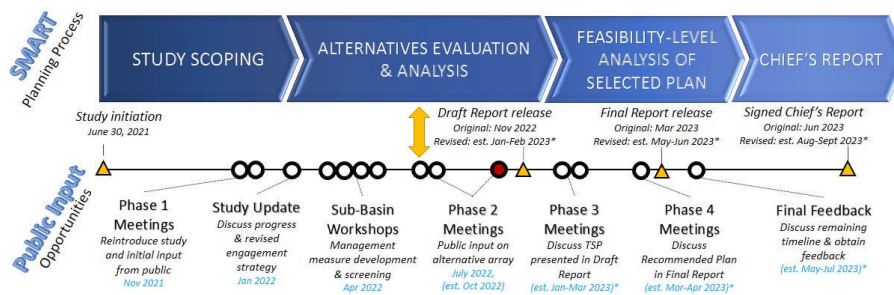 SMART
Planning Process
STUDY SCOPING
ALTERNATIVES EVALUATION
& ANALYSIS
FEASIBILITY-LEVEL
ANALYSIS OF
SELECTED PLAN
CHIEF'S REPORT
Study initiation
June 30, 2021
Draft Report release
Original: Nov 2022
Revised: est. Jan-Feb 2023*
Final Report release
Original: Mar 2023
Revised: est. May-Jun 2023*
Signed Chief's Report
Original: Jun 2023
Revised: est. Aug-Sept 2023*
Public Input
Opportunities
Phase 1
Meetings
Reintroduce study
and initial input
from public
Nov 2021
Study Update
Discuss progress
& revised
engagement
strategy
Jan 2022
Sub-Basin
Workshops
Management
measure development
& screening
Apr 2022
Phase 2
Meetings
Public input on
alternative array
July 2022,
(est. Oct 2022)
Phase 3
Meetings
Discuss TSP
presented in Draft
Report
(est. Jan-Mar 2023)*
Phase 4
Meetings
Discuss
Recommended Plan
in Final Report
(est. Mar-Apr 2023)*
Final Feedback
Discuss remaining
timeline & obtain
feedback
(est. May-Jul 2023)*